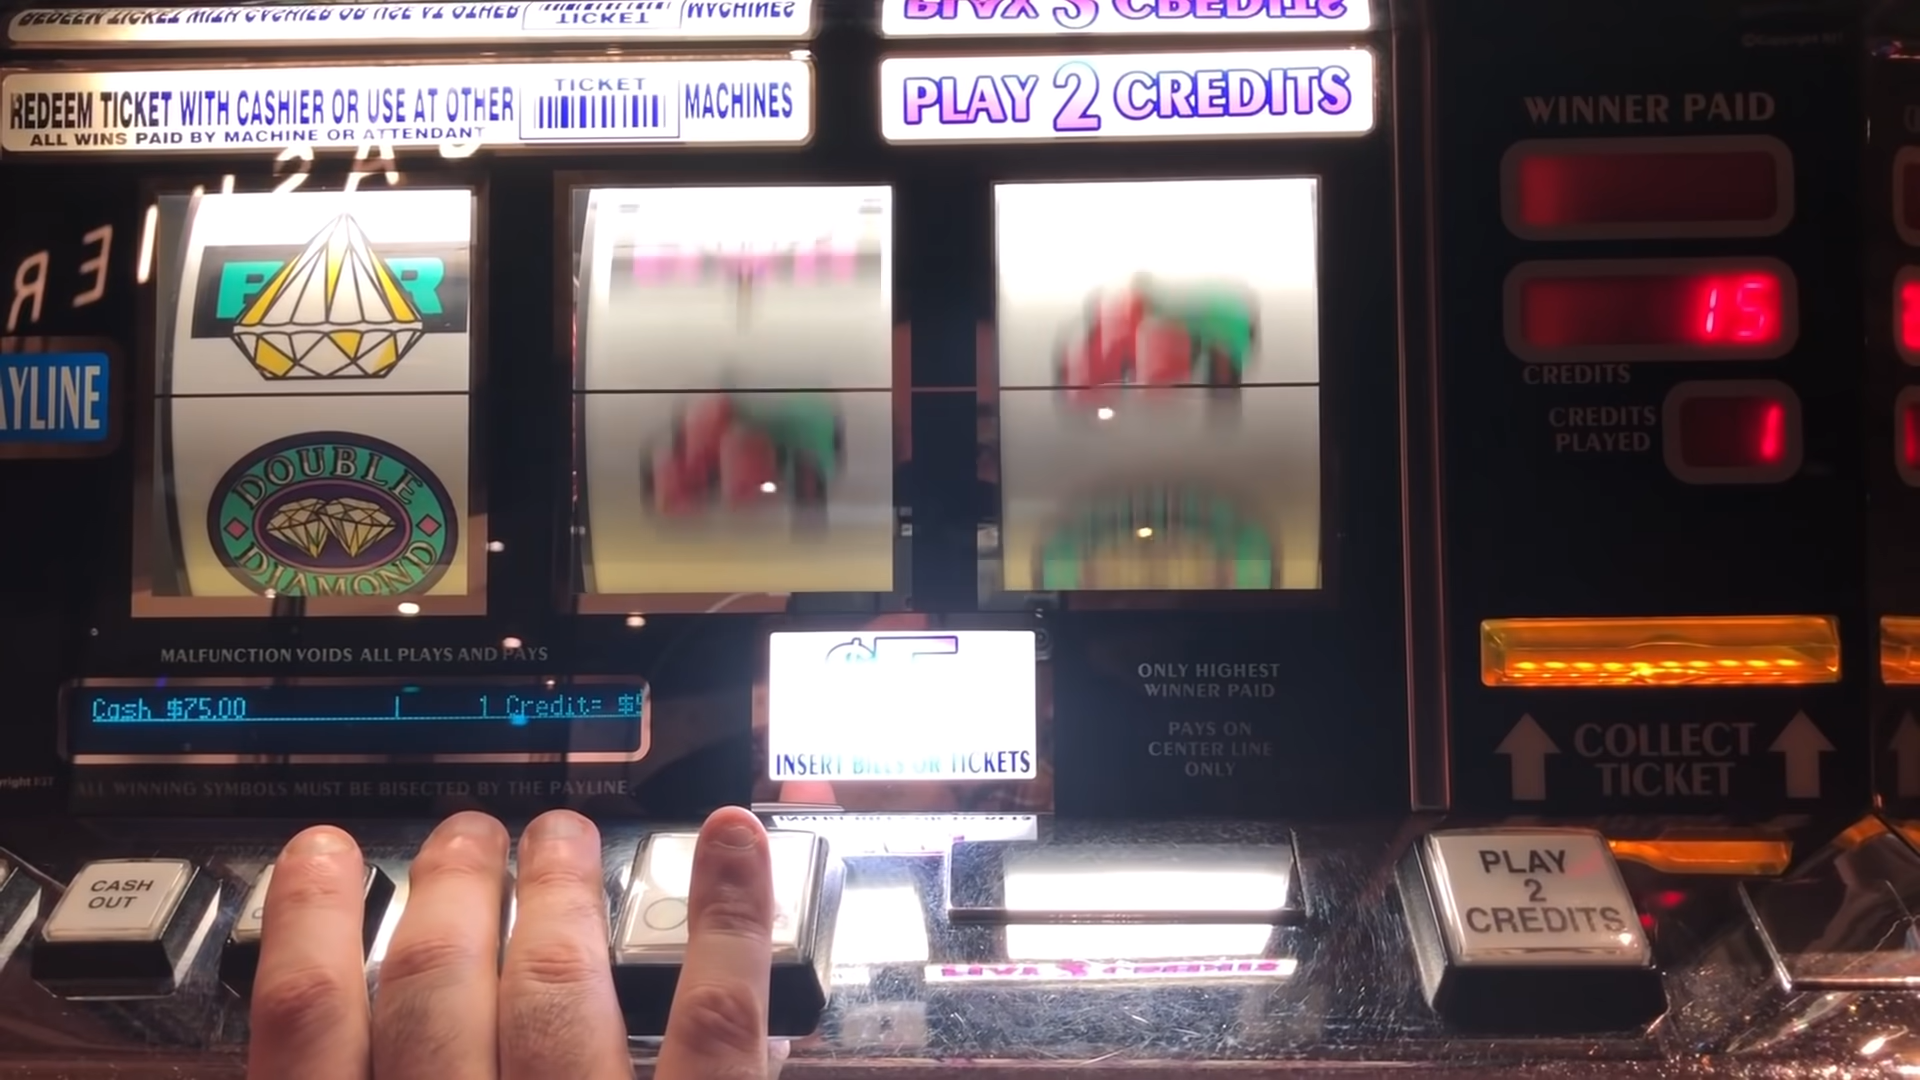 REDEEM TICKET WITH CASHIER OR USE AT OTHER
TICKET
MACHINES
ALL WINS PAID BY MACHINE OR ATTENDANT
PLAY 2 CREDITS
WINNER PAID
15
CREDITS
CREDITS
PLAYED
1
DOUBLE
DIAMOND
MALFUNCTION VOIDS ALL PLAYS AND PAYS
Cash $75.00
1 Credit= $
INSERT BILLS OR TICKETS
ONLY HIGHEST
WINNER PAID
PAYS ON
CENTER LINE
ONLY
ALL WINNING SYMBOLS MUST BE BISECTED BY THE PAYLINE.
COLLECT
TICKET
CASH
OUT
PLAY
2
CREDITS